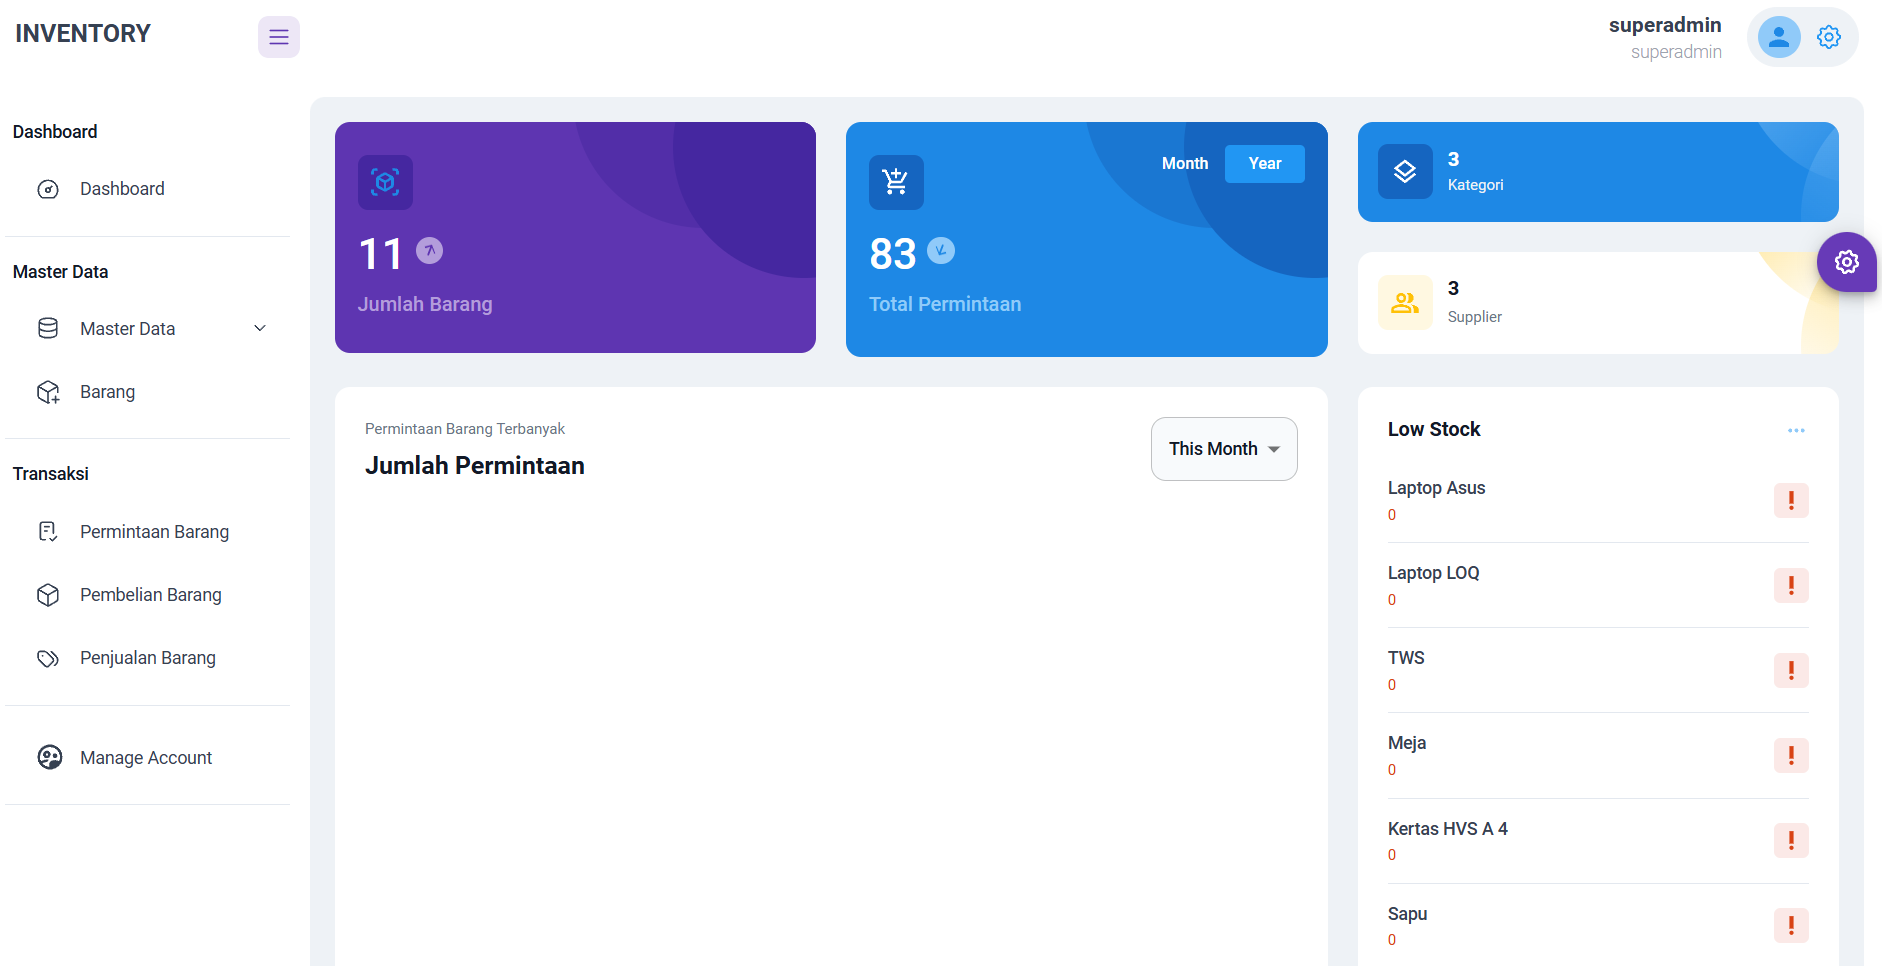 INVENTORY
superadmin
superadmin
Dashboard
Dashboard
Master Data
Master Data
Barang
Transaksi
Permintaan Barang
Pembelian Barang
Penjualan Barang
Manage Account
11
Jumlah Barang
Month
Year
83
Total Permintaan
3
Kategori
3
Supplier
Permintaan Barang Terbanyak
Jumlah Permintaan
This Month
Low Stock
Laptop Asus
0
Laptop LOQ
0
TWS
0
Meja
0
Kertas HVS A 4
0
Sapu
0